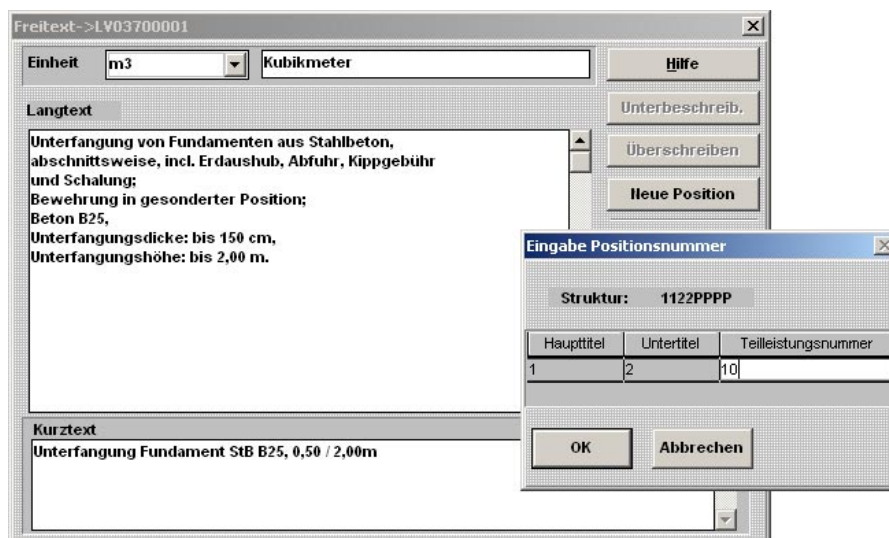 Freitext->LV03700001
Einheit m3 Kubikmeter Hilfe
Langtext Unterbeschreib.
Überschreiben
Neue Position
Unterfangung von Fundamenten aus Stahlbeton,
abschnittsweise, incl. Erdaushub, Abfuhr, Kippgebühr
und Schalung;
Bewehrung in gesonderter Position;
Beton B25,
Unterfangungsdicke: bis 150 cm,
Unterfangungshöhe: bis 2,00 m.
Kurztext
Unterfangung Fundament StB B25, 0,50 / 2,00m
Eingabe Positionsnummer
Struktur: 1122PPPP
Haupttitel Untertitel Teilleistungsnummer
1 2 10
OK Abbrechen